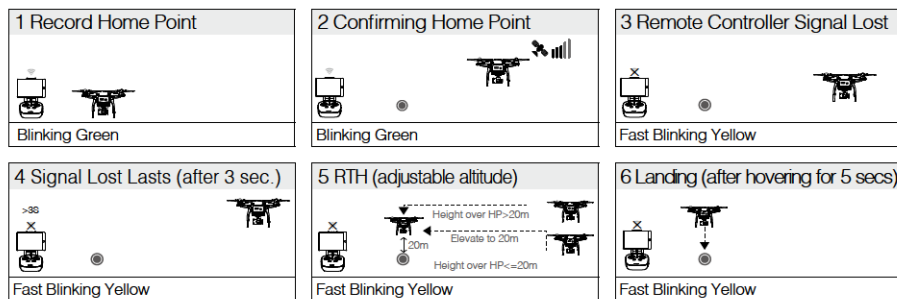 1 Record Home Point
Blinking Green
2 Confirming Home Point
Blinking Green
3 Remote Controller Signal Lost
Fast Blinking Yellow
4 Signal Lost Lasts (after 3 sec.)
>3S
Fast Blinking Yellow
5 RTH (adjustable altitude)
Height over HP>20m
Elevate to 20m
20m
Height over HP<=20m
Fast Blinking Yellow
6 Landing (after hovering for 5 secs)
Fast Blinking Yellow